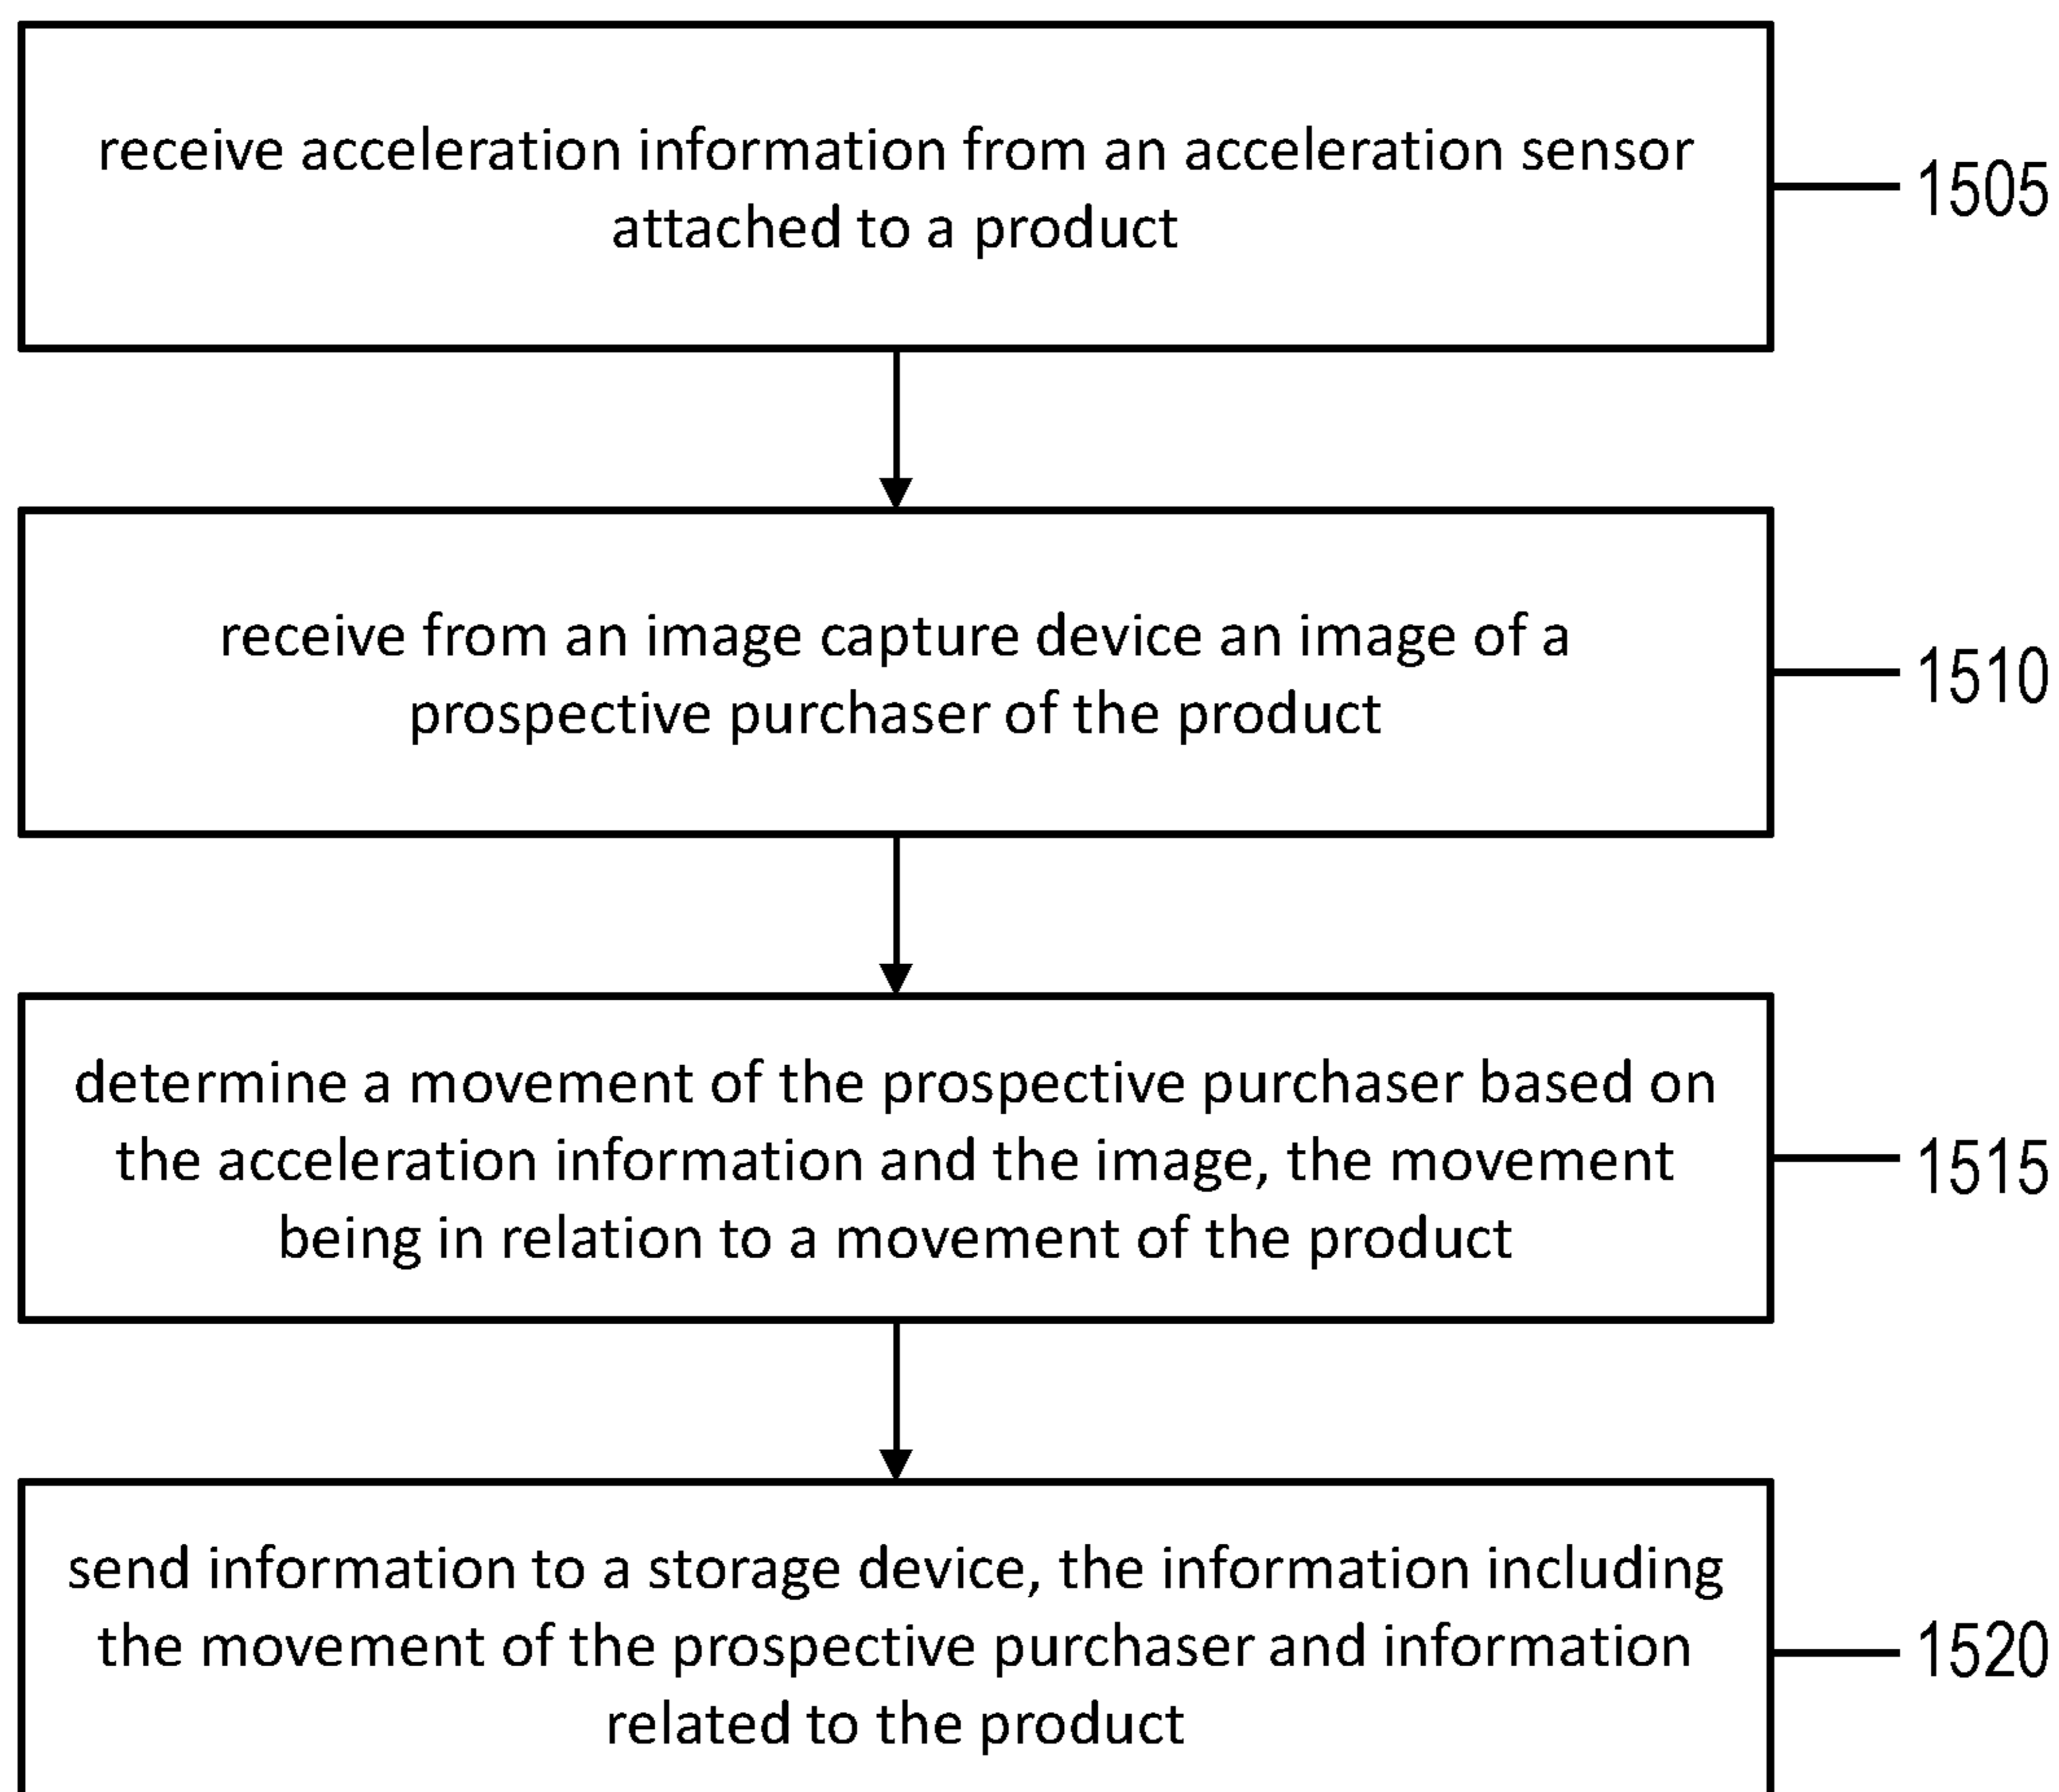 receive acceleration information from an acceleration sensor
attached to a product
1505
receive from an image capture device an image of a
prospective purchaser of the product
1510
determine a movement of the prospective purchaser based on
the acceleration information and the image, the movement
being in relation to a movement of the product
1515
send information to a storage device, the information including
the movement of the prospective purchaser and information
related to the product
1520